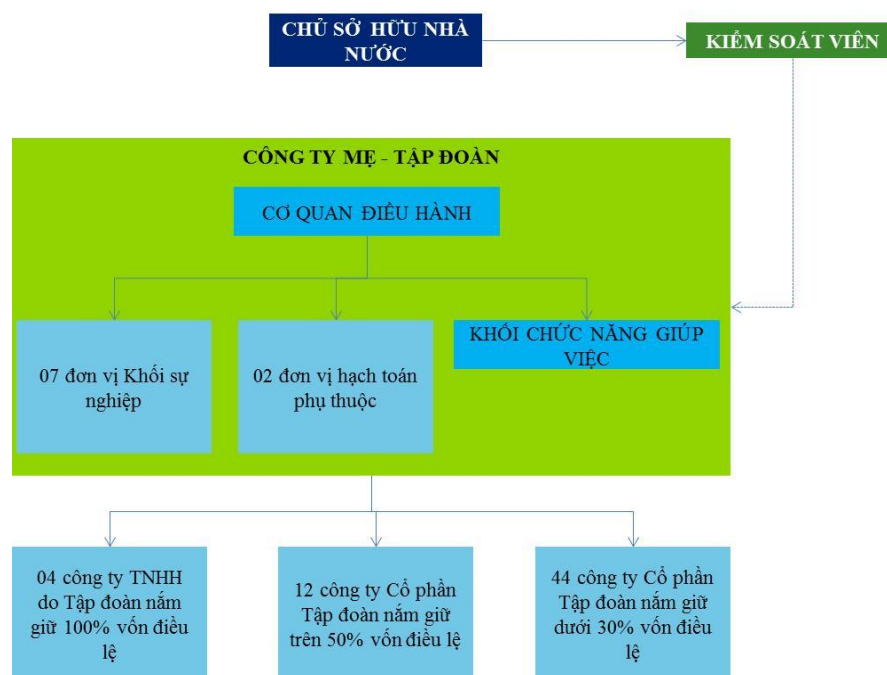 CHỦ SỞ HỮU NHÀ
NƯỚC
KIỂM SOÁT VIÊN
CÔNG TY MẸ - TẬP ĐOÀN
CƠ QUAN ĐIỀU HÀNH
07 đơn vị Khối sự
nghiệp
02 đơn vị hạch toán
phụ thuộc
KHỐI CHỨC NĂNG GIÚP
VIỆC
04 công ty TNHH
do Tập đoàn nắm
giữ 100% vốn điều
lệ
12 công ty Cổ phần
Tập đoàn nắm giữ
trên 50% vốn điều lệ
44 công ty Cổ phần
Tập đoàn nắm giữ
dưới 30% vốn điều
lệ